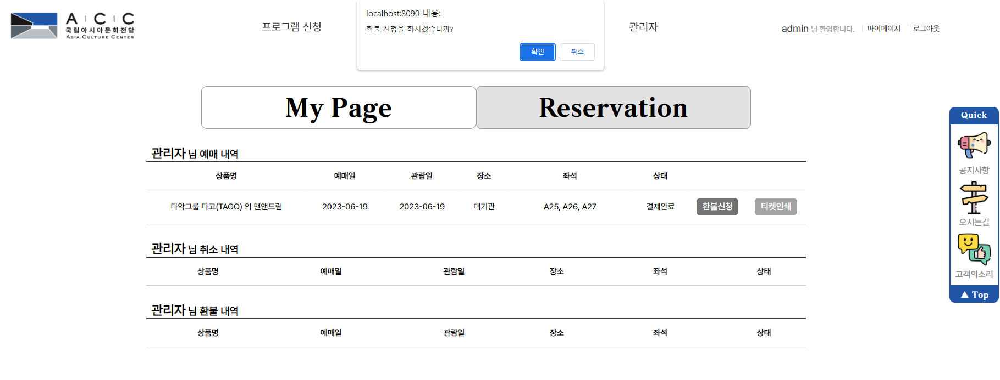 A C C
국립아시아문화전당
ASIA CULTURE CENTER
프로그램 신청
localhost:8090 내용:
환불 신청을 하시겠습니까?
확인
취소
관리자
admin 님 환영합니다. 마이페이지 로그아웃
My Page
Reservation
관리자 님 예매 내역
상품명 예매일 관람일 장소 좌석 상태
타악그룹 타고(TAGO) 의 맨앤드럼 2023-06-19 2023-06-19 태기관 A25, A26, A27 결제완료 환불신청 티켓인쇄
관리자 님 취소 내역
상품명 예매일 관람일 장소 좌석 상태
관리자 님 환불 내역
상품명 예매일 관람일 장소 좌석 상태
Quick
공지사항
오시는길
고객의소리
▲ Top